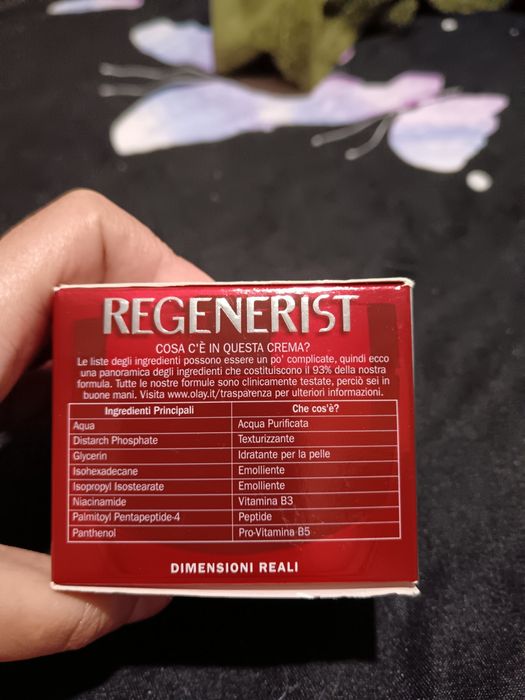 REGENERIST
COSA C'È IN QUESTA CREMA?
Le liste degli ingredienti possono essere un po' complicate, quindi ecco
una panoramica degli ingredienti che costituiscono il 93% della nostra
formula. Tutte le nostre formule sono clinicamente testate, perciò sei in
buone mani. Visita www.olay.it/trasparenza per ulteriori informazioni.
Ingredienti Principali Che cos'è?
Aqua Acqua Purificata
Distarch Phosphate Texturizzante
Glycerin Idratante per la pelle
Isohexadecane Emolliente
Isopropyl Isostearate Emolliente
Niacinamide Vitamina B3
Palmitoyl Pentapeptide-4 Peptide
Panthenol Pro-Vitamina B5
DIMENSIONI REALI